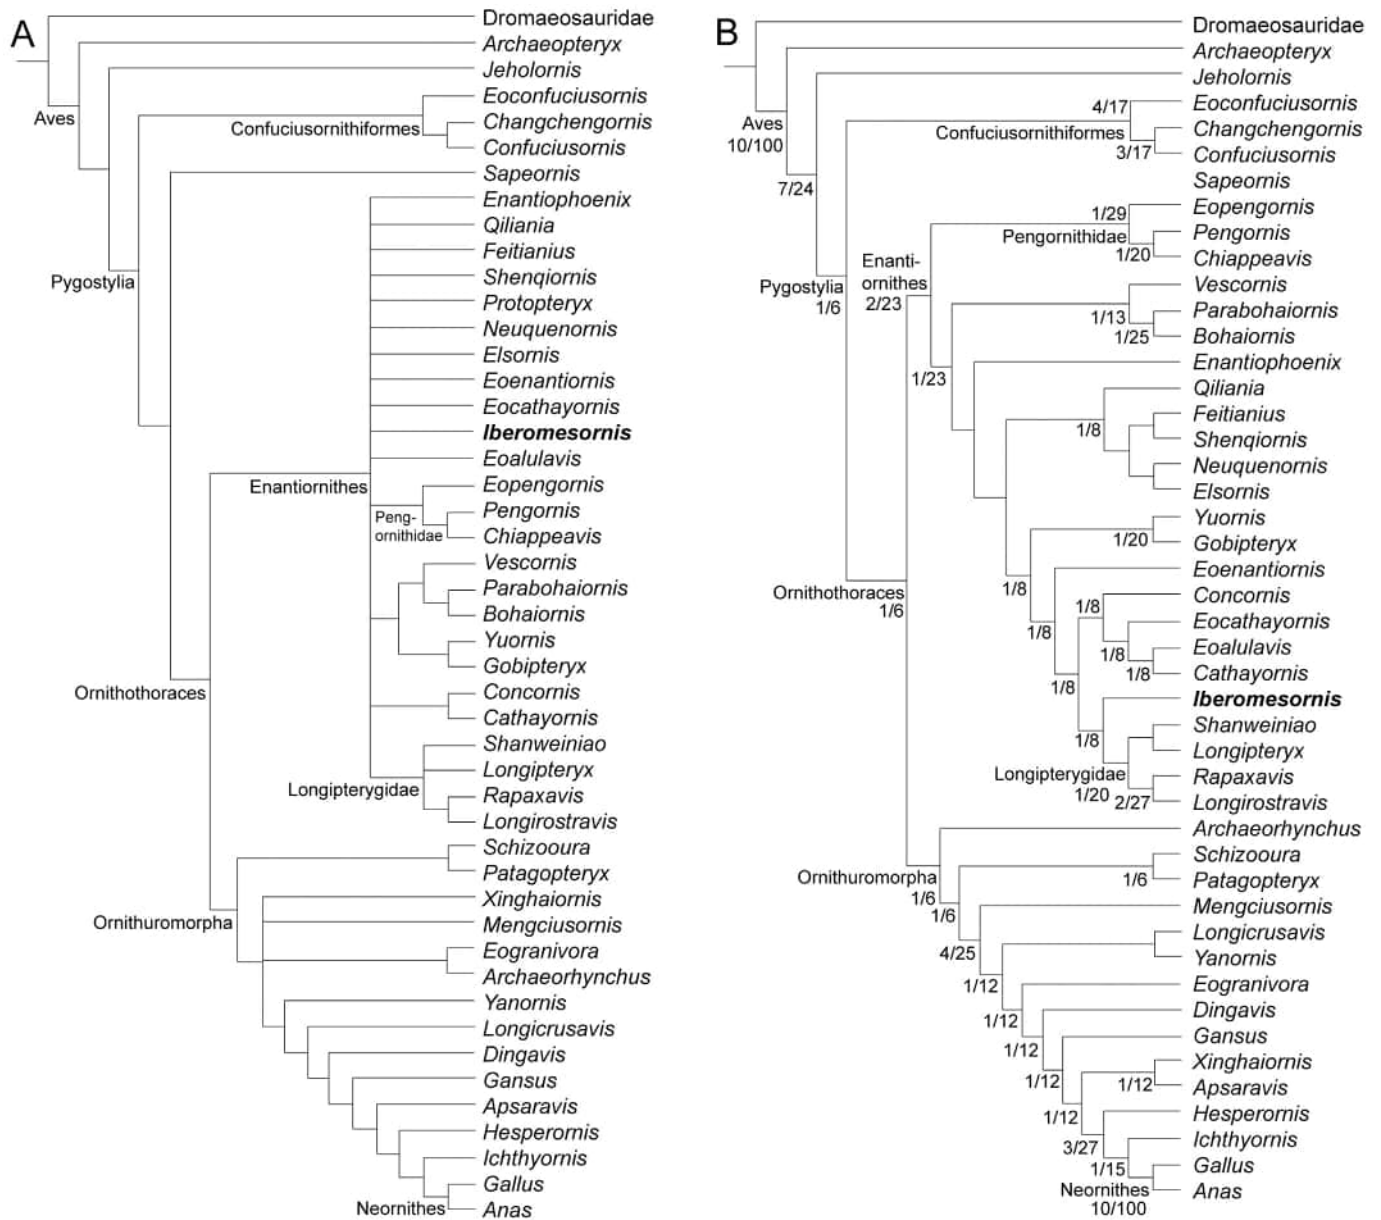 A
Dromaeosauridae
Archaeopteryx
Jeholornis
Aves
Eoconfuciusornis
Confuciusornithiformes
Changchengornis
Confuciusornis
Sapeornis
Enantiophoenix
Qiliania
Feitianius
Pygostylia
Shenqiornis
Protopteryx
Neuquenornis
Elsornis
Eoenantiornis
Eocathayornis
Iberomesornis
Eoalulavis
Enantiornithes
Eopengornis
Peng-
ornithidae
Pengornis
Chiappeavis
Vescornis
Parabohaiornis
Bohaiornis
Yuornis
Gobipteryx
Ornithothoraces
Concornis
Cathayornis
Shanweiniao
Longipteryx
Longipterygidae
Rapaxavis
Longirostravis
Schizooura
Patagopteryx
Xinghaiornis
Ornithuromorpha
Mengciusornis
Eogranivora
Archaeorhynchus
Yanornis
Longicrusavis
Dingavis
Gansus
Apsaravis
Hesperornis
Ichthyornis
Gallus
Neornithes
Anas
B
Dromaeosauridae
Archaeopteryx
Jeholornis
Aves
10/100
4/17
Eoconfuciusornis
Confuciusornithiformes
Changchengornis
3/17
Confuciusornis
7/24
Sapeornis
1/29
Eopengornis
Pengornithidae
Pengornis
1/20
Chiappeavis
Enanti-
ornithes
2/23
Pygostylia
1/6
Vescornis
1/13
Parabohaiornis
1/25
Bohaiornis
Enantiophoenix
1/23
Qiliania
1/8
Feitianius
Shenqiornis
Neuquenornis
Elsornis
Yuornis
1/20
Gobipteryx
Eoenantiornis
1/8
Ornithothoraces
1/6
Concornis
1/8
Eocathayornis
1/8
Eoalulavis
1/8
Cathayornis
1/8
1/8
Iberomesornis
Shanweiniao
1/8
Longipteryx
Longipterygidae
1/20
Rapaxavis
2/27
Longirostravis
Archaeorhynchus
Schizooura
1/6
Patagopteryx
Ornithuromorpha
1/6
1/6
Mengciusornis
Longicrusavis
4/25
Yanornis
1/12
Eogranivora
1/12
Dingavis
1/12
Gansus
1/12
Xinghaiornis
1/12
Apsaravis
1/12
Hesperornis
3/27
Ichthyornis
1/15
Gallus
Neornithes
10/100
Anas